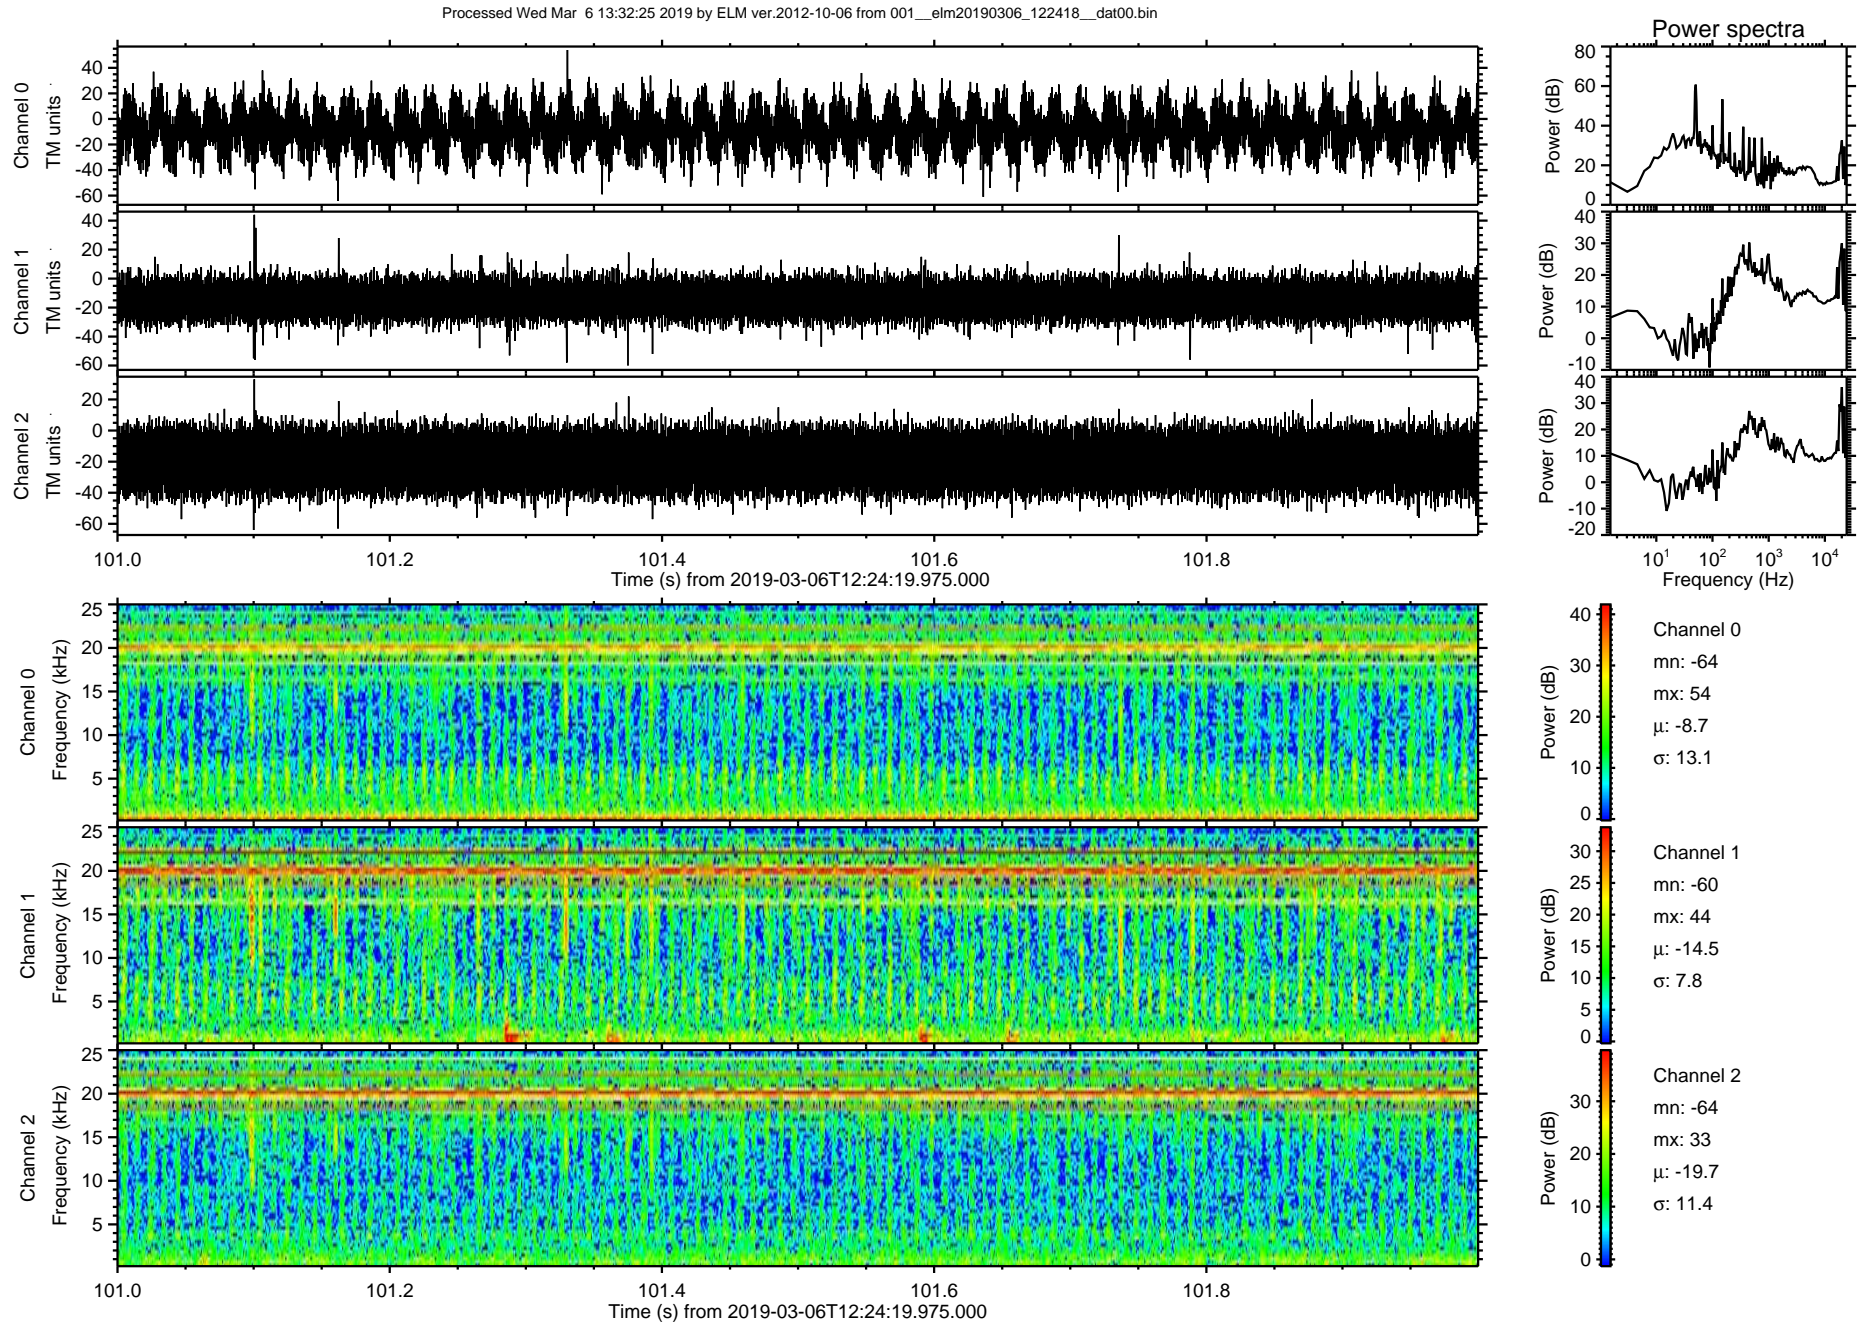 Processed Wed Mar  6 13:32:25 2019 by ELM ver.2012-10-06 from 001__elm20190306_122418__dat00.bin
Power spectra
Channel 0
TM units
40
20
0
-20
-40
-60
Power (dB)
80
60
40
20
0
Channel 1
TM units
40
20
0
-20
-40
-60
Power (dB)
40
30
20
10
0
-10
Channel 2
TM units
20
0
-20
-40
-60
Power (dB)
40
30
20
10
0
-10
-20
101.0 101.2 101.4 101.6 101.8
Time (s) from 2019-03-06T12:24:19.975.000
10¹ 10² 10³ 10⁴
Frequency (Hz)
Channel 0
Frequency (kHz)
25
20
15
10
5
Power (dB)
40
30
20
10
0
Channel 0
mn: -64
mx: 54
μ: -8.7
σ: 13.1
Channel 1
Frequency (kHz)
25
20
15
10
5
Power (dB)
30
25
20
15
10
5
0
Channel 1
mn: -60
mx: 44
μ: -14.5
σ: 7.8
Channel 2
Frequency (kHz)
25
20
15
10
5
Power (dB)
30
20
10
0
Channel 2
mn: -64
mx: 33
μ: -19.7
σ: 11.4
101.0 101.2 101.4 101.6 101.8
Time (s) from 2019-03-06T12:24:19.975.000